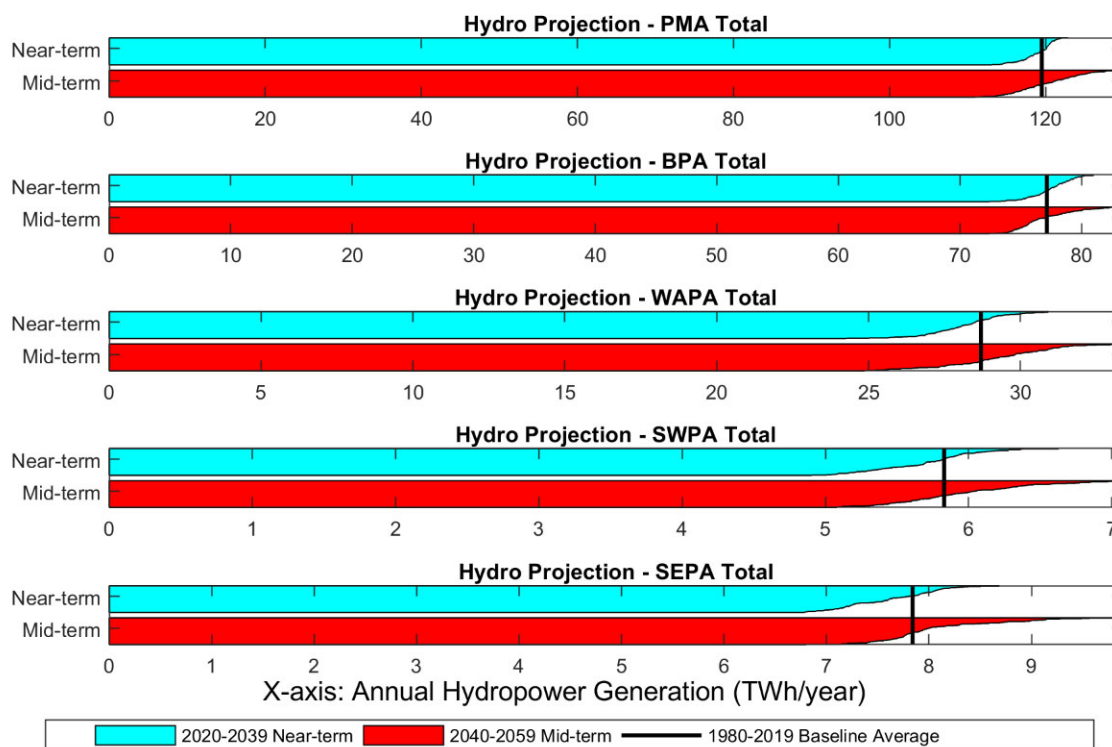 Hydro Projection - PMA Total
Near-term
Mid-term
0 20 40 60 80 100 120
Hydro Projection - BPA Total
Near-term
Mid-term
0 10 20 30 40 50 60 70 80
Hydro Projection - WAPA Total
Near-term
Mid-term
0 5 10 15 20 25 30
Hydro Projection - SWPA Total
Near-term
Mid-term
0 1 2 3 4 5 6 7
Hydro Projection - SEPA Total
Near-term
Mid-term
0 1 2 3 4 5 6 7 8 9
X-axis: Annual Hydropower Generation (TWh/year)
2020-2039 Near-term 2040-2059 Mid-term 1980-2019 Baseline Average